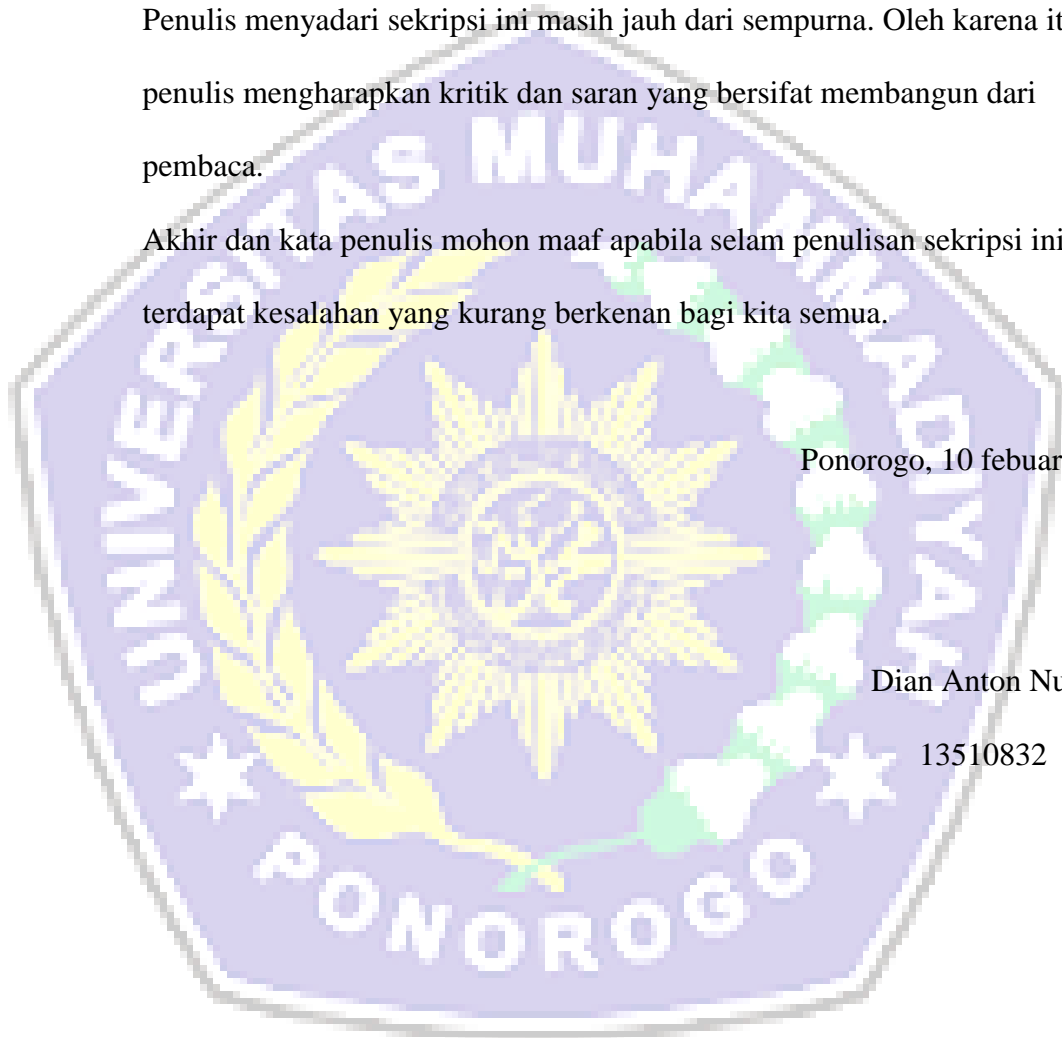 Penulis menyadari sekripsi ini masih jauh dari sempurna. Oleh karena it
penulis mengharapkan kritik dan saran yang bersifat membangun dari
pembaca.
Akhir dan kata penulis mohon maaf apabila selam penulisan sekripsi ini
terdapat kesalahan yang kurang berkenan bagi kita semua.
Ponorogo, 10 febuar
Dian Anton Nu
13510832
UNIVERSITAS MUHAMMADIYAH
PONOROGO